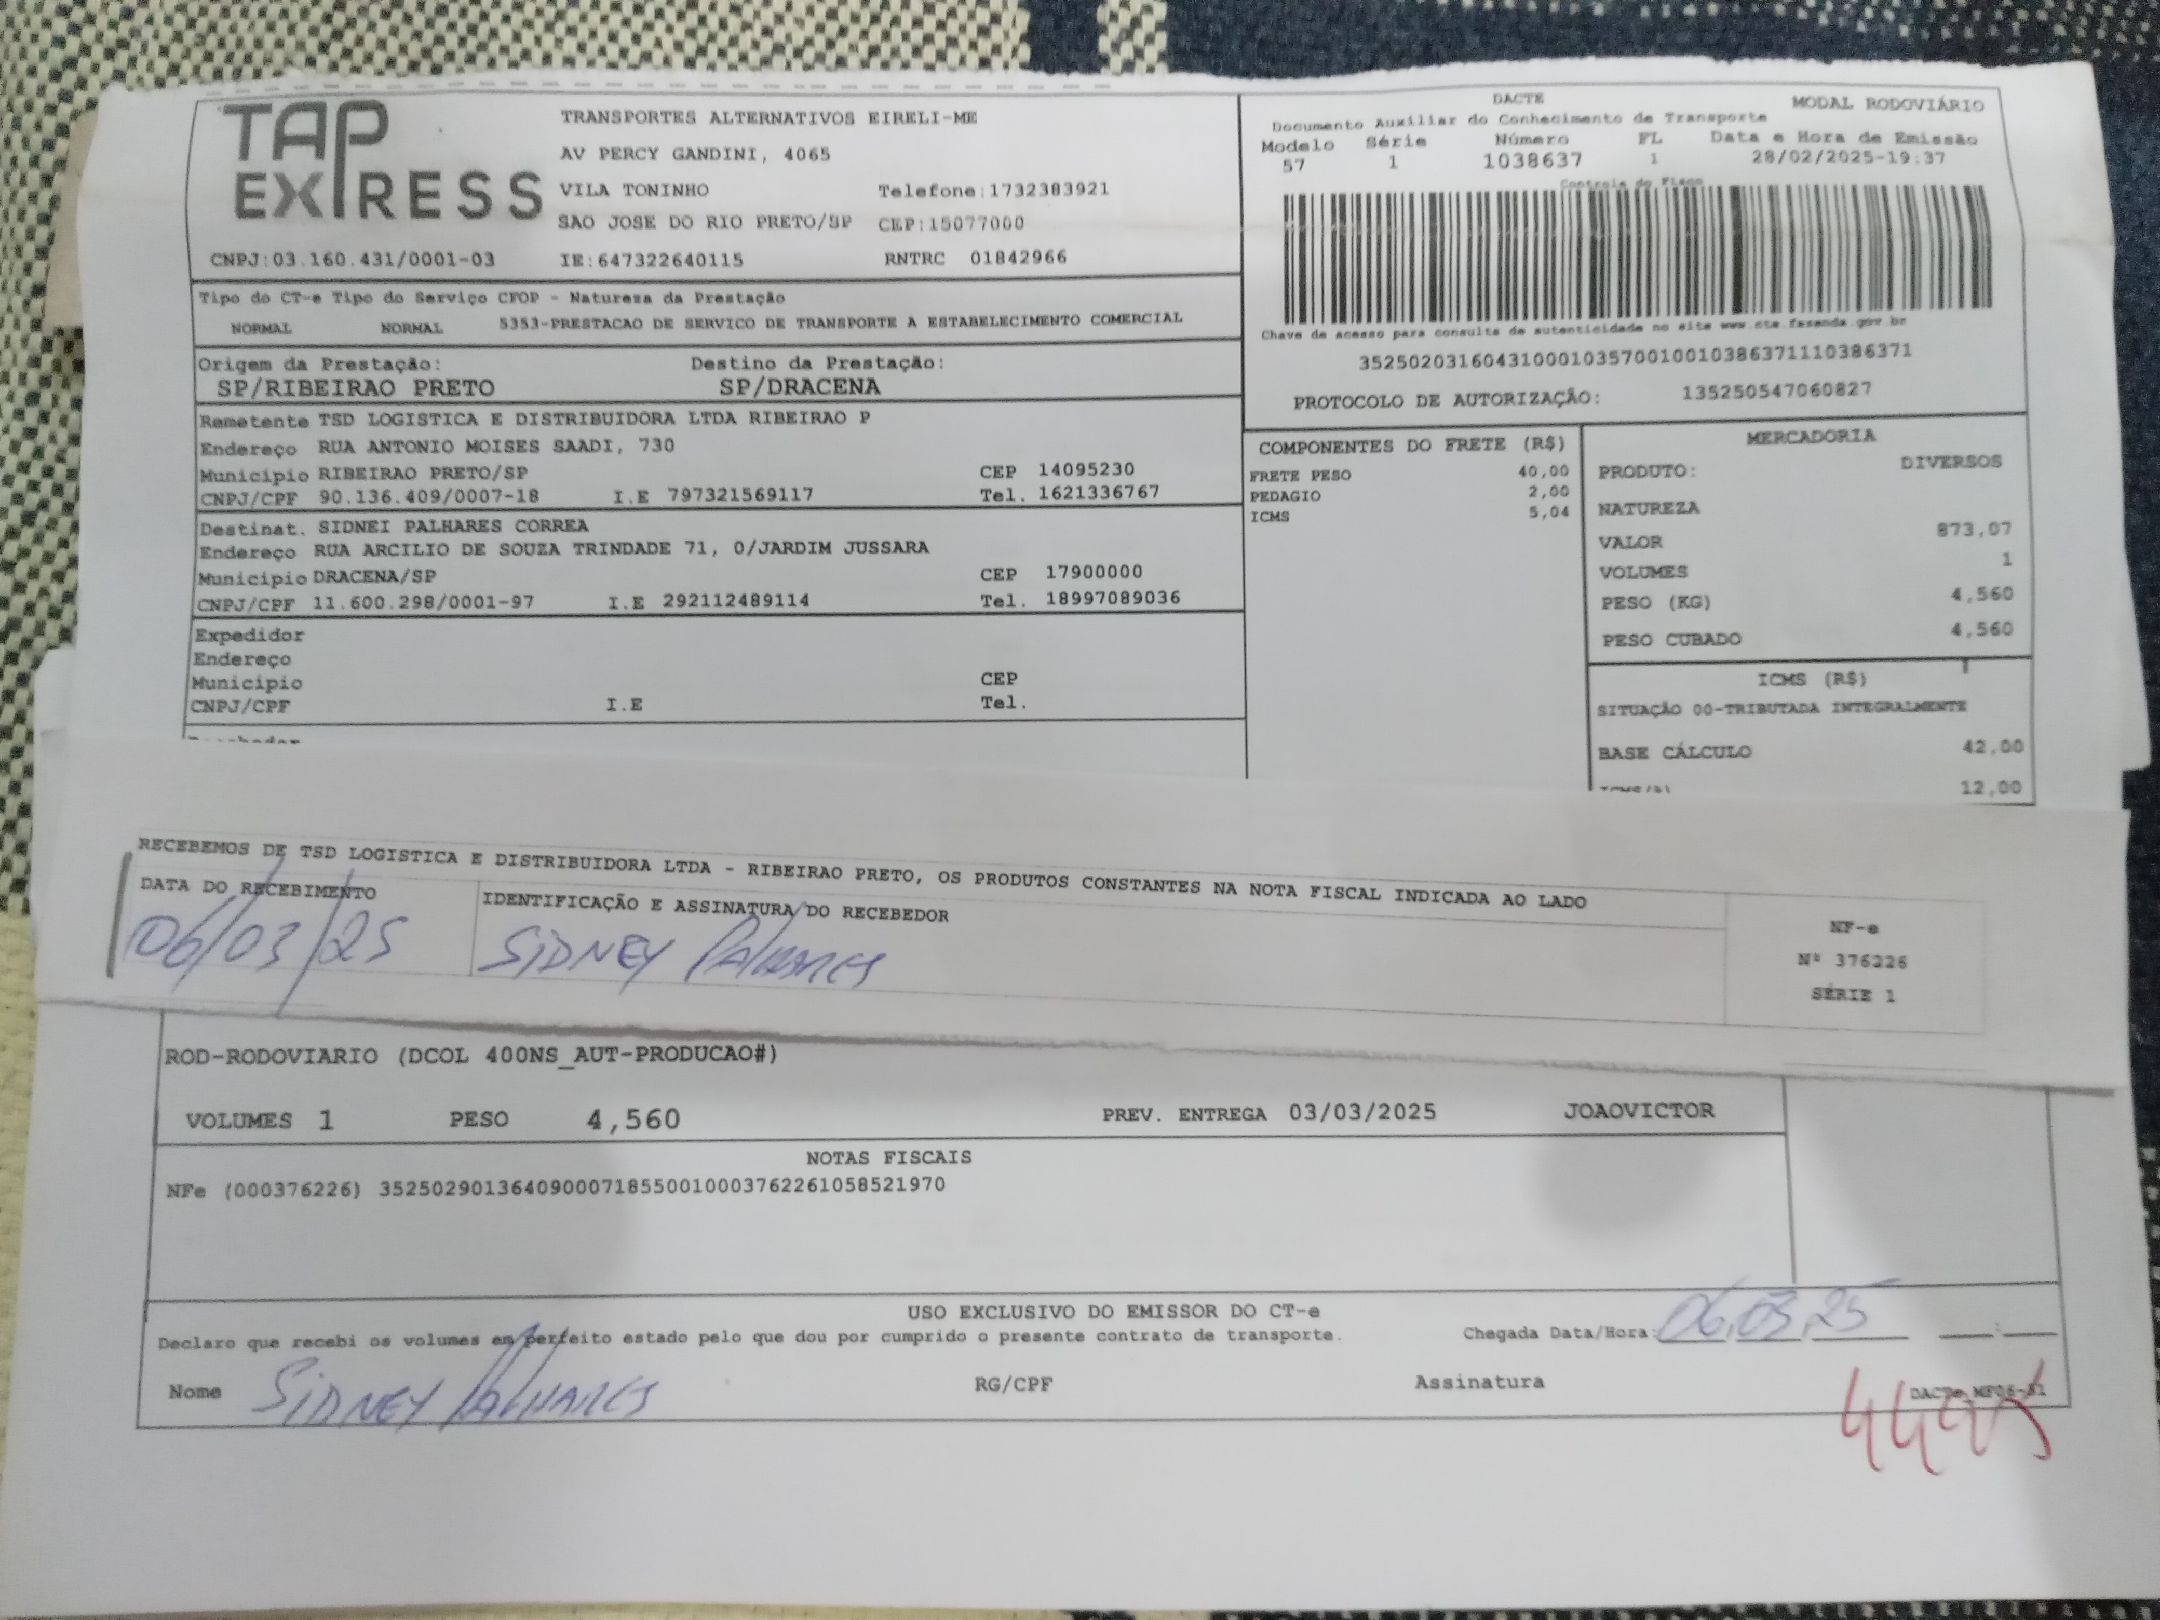 TAP EXPRESS
TRANSPORTES ALTERNATIVOS EIRELI-ME
AV PERCY GANDINI, 4065
VILA TONINHO Telefone:1732383921
SAO JOSE DO RIO PRETO/SP CEP:15077000
CNPJ:03.160.431/0001-03 IE:647322640115 RNTRC 01842966
DACTE MODAL RODOVIÁRIO
Documento Auxiliar do Conhecimento de Transporte
Modelo Série Número FL Data e Hora de Emissão
57 1 1038637 1 28/02/2025-19:37
Controle do Fisco
Chave de acesso para consulta de autenticidade no site www.cte.fazenda.gov.br
35250203160431000103570010010386371110386371
PROTOCOLO DE AUTORIZAÇÃO: 135250547060827
Tipo do CT-e Tipo do Serviço CFOP - Natureza da Prestação
NORMAL NORMAL 5353-PRESTACAO DE SERVICO DE TRANSPORTE A ESTABELECIMENTO COMERCIAL
Origem da Prestação: Destino da Prestação:
SP/RIBEIRAO PRETO SP/DRACENA
Remetente TSD LOGISTICA E DISTRIBUIDORA LTDA RIBEIRAO P
Endereço RUA ANTONIO MOISES SAADI, 730
Municipio RIBEIRAO PRETO/SP CEP 14095230
CNPJ/CPF 90.136.409/0007-18 I.E 797321569117 Tel. 1621336767
Destinat. SIDNEI PALHARES CORREA
Endereço RUA ARCILIO DE SOUZA TRINDADE 71, 0/JARDIM JUSSARA
Municipio DRACENA/SP CEP 17900000
CNPJ/CPF 11.600.298/0001-97 I.E 292112489114 Tel. 18997089036
Expedidor
Endereço
Municipio CEP
CNPJ/CPF I.E Tel.
COMPONENTES DO FRETE (R$)
FRETE PESO 40,00
PEDAGIO 2,00
ICMS 5,04
MERCADORIA
PRODUTO: DIVERSOS
NATUREZA
VALOR 873,07
VOLUMES 1
PESO (KG) 4,560
PESO CUBADO 4,560
ICMS (R$)
SITUAÇÃO 00-TRIBUTADA INTEGRALMENTE
BASE CÁLCULO 42,00
12,00
RECEBEMOS DE TSD LOGISTICA E DISTRIBUIDORA LTDA - RIBEIRAO PRETO, OS PRODUTOS CONSTANTES NA NOTA FISCAL INDICADA AO LADO
DATA DO RECEBIMENTO IDENTIFICAÇÃO E ASSINATURA DO RECEBEDOR
06/03/25 SIDNEY PALHARES
NF-e
Nº 376226
SÉRIE 1
ROD-RODOVIARIO (DCOL 400NS_AUT-PRODUCAO#)
VOLUMES 1 PESO 4,560 PREV. ENTREGA 03/03/2025 JOAOVICTOR
NOTAS FISCAIS
NFe (000376226) 35250290136409000718550010003762261058521970
USO EXCLUSIVO DO EMISSOR DO CT-e
Declaro que recebi os volumes em perfeito estado pelo que dou por cumprido o presente contrato de transporte. Chegada Data/Hora: 06/03/25
Nome SIDNEY PALHARES RG/CPF Assinatura